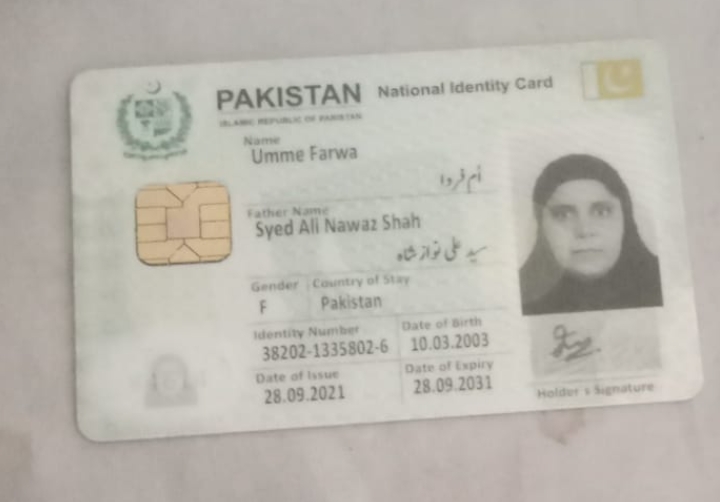 PAKISTAN National Identity Card
ISLAMIC REPUBLIC OF PAKISTAN
Name
Umme Farwa
اُم فروا
Father Name
Syed Ali Nawaz Shah
سید علی نواز شاہ
Gender Country of Stay
F Pakistan
Identity Number Date of Birth
38202-1335802-6 10.03.2003
Date of Issue Date of Expiry
28.09.2021 28.09.2031
Holder's Signature